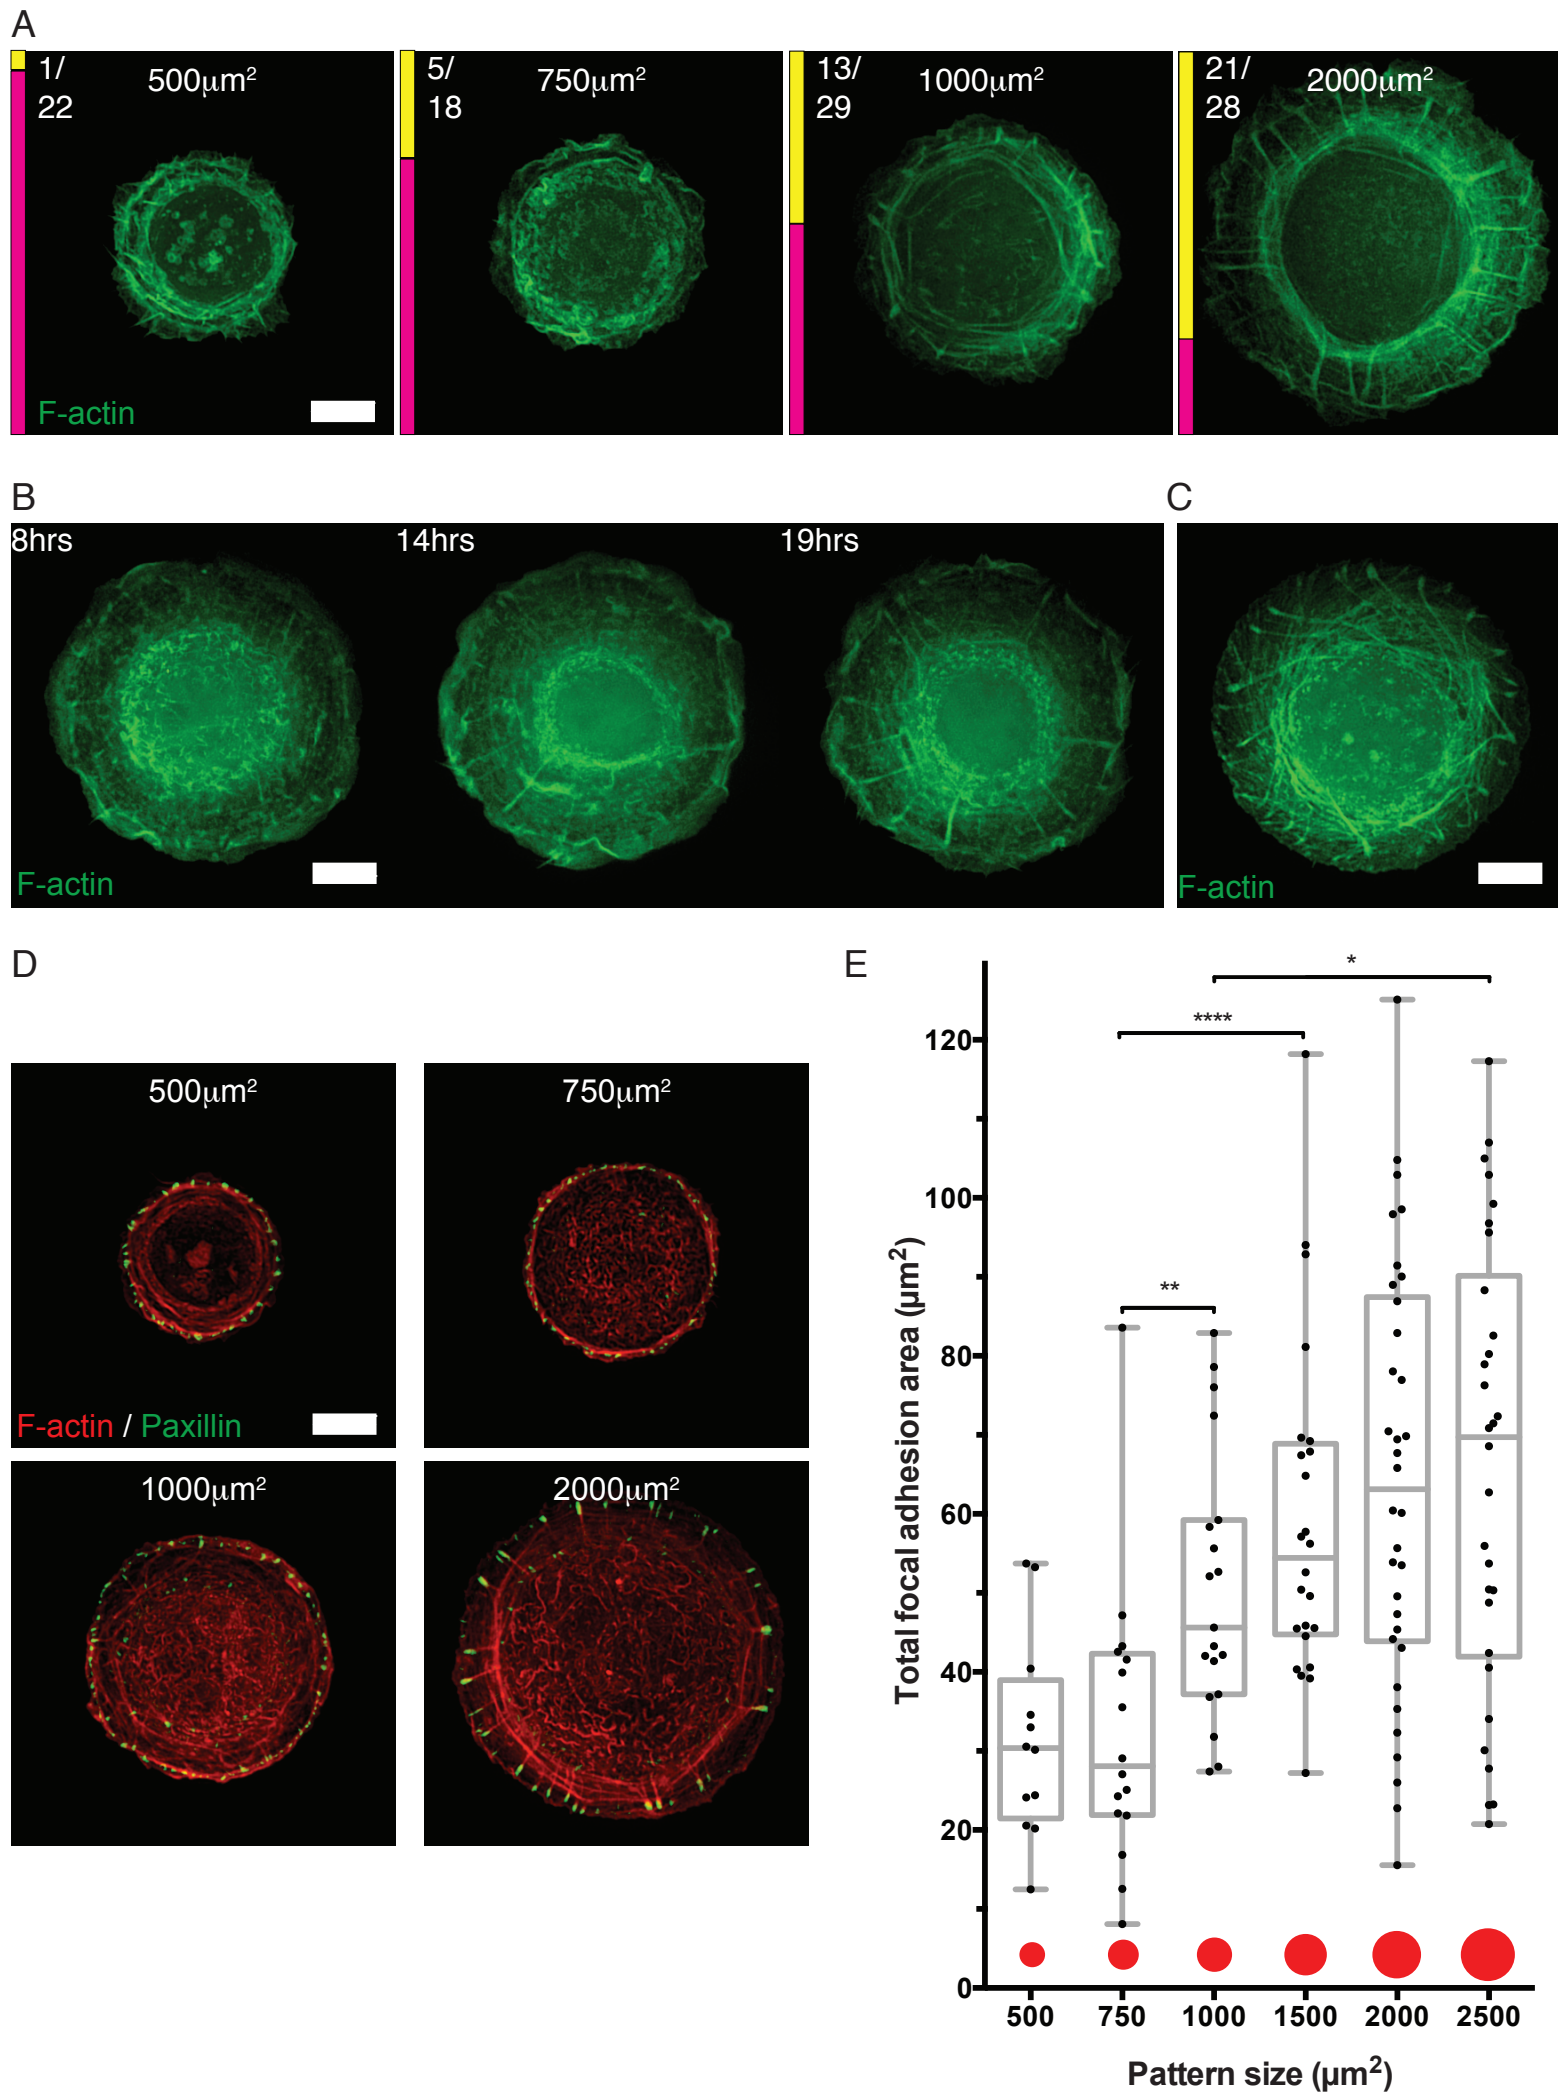 A
1/
22
500μm²
5/
18
750μm²
13/
29
1000μm²
21/
28
2000μm²
F-actin
B
8hrs
14hrs
19hrs
F-actin
C
F-actin
D
500μm²
750μm²
F-actin / Paxillin
1000μm²
2000μm²
E
*
****
**
Total focal adhesion area (μm²)
120
100
80
60
40
20
0
500 750 1000 1500 2000 2500
Pattern size (μm²)